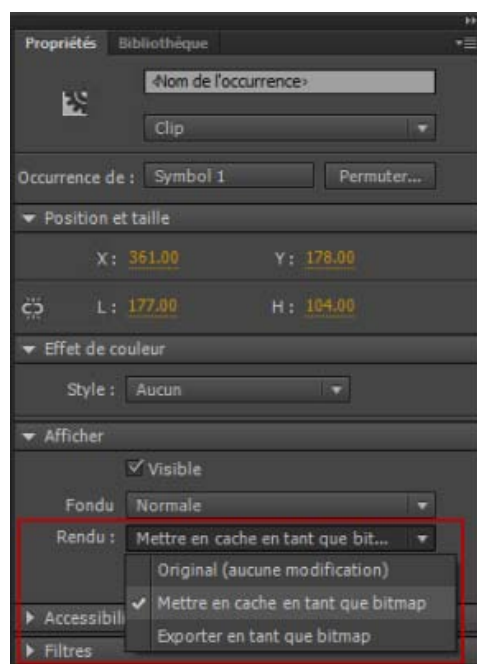 Propriétés Bibliothèque
<Nom de l'occurrence>
Clip
Occurrence de : Symbol 1 Permuter...
Position et taille
X : 361.00 Y : 178.00
L : 177.00 H : 104.00
Effet de couleur
Style : Aucun
Afficher
Visible
Fondu Normale
Rendu : Mettre en cache en tant que bit...
Original (aucune modification)
Mettre en cache en tant que bitmap
Accessibili
Exporter en tant que bitmap
Filtres